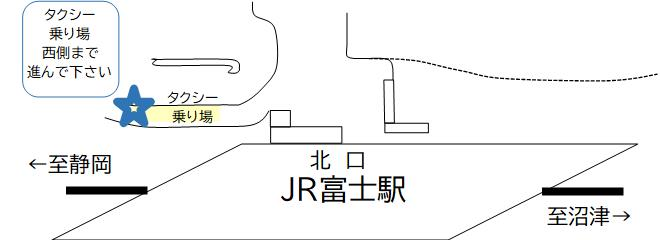 タクシー
乗り場
西側まで
進んで下さい
タクシー
乗り場
←至静岡
北 口
JR富士駅
至沼津→